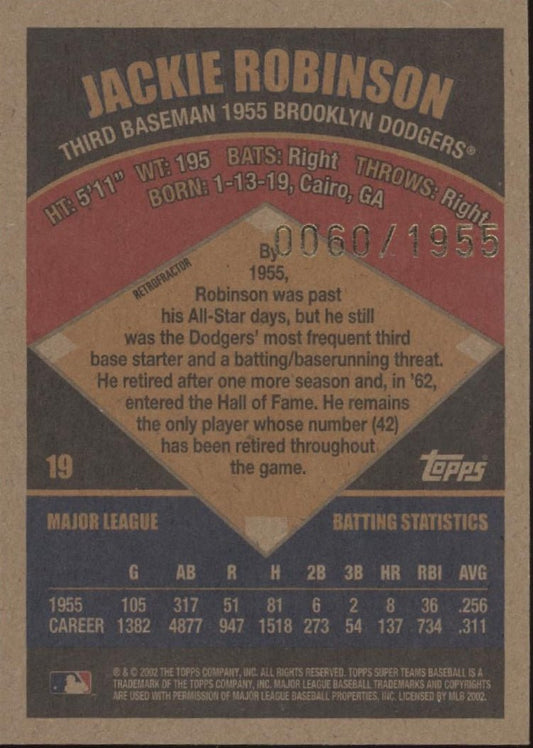 JACKIE ROBINSON
THIRD BASEMAN 1955 BROOKLYN DODGERS®
HT: 5'11" WT: 195 BATS: Right THROWS: Right
BORN: 1-13-19, Cairo, GA
0060/1955
RETROFRACTOR
By
1955,
Robinson was past
his All-Star days, but he still
was the Dodgers' most frequent third
base starter and a batting/baserunning threat.
He retired after one more season and, in '62,
entered the Hall of Fame. He remains
the only player whose number (42)
has been retired throughout
the game.
19
topps
MAJOR LEAGUE BATTING STATISTICS
G AB R H 2B 3B HR RBI AVG
1955 105 317 51 81 6 2 8 36 .256
CAREER 1382 4877 947 1518 273 54 137 734 .311
® & © 2002 THE TOPPS COMPANY, INC. ALL RIGHTS RESERVED. TOPPS SUPER TEAMS BASEBALL IS A
TRADEMARK OF THE TOPPS COMPANY, INC. MAJOR LEAGUE BASEBALL TRADEMARKS AND COPYRIGHTS
ARE USED WITH PERMISSION OF MAJOR LEAGUE BASEBALL PROPERTIES, INC. LICENSED BY MLB 2002.